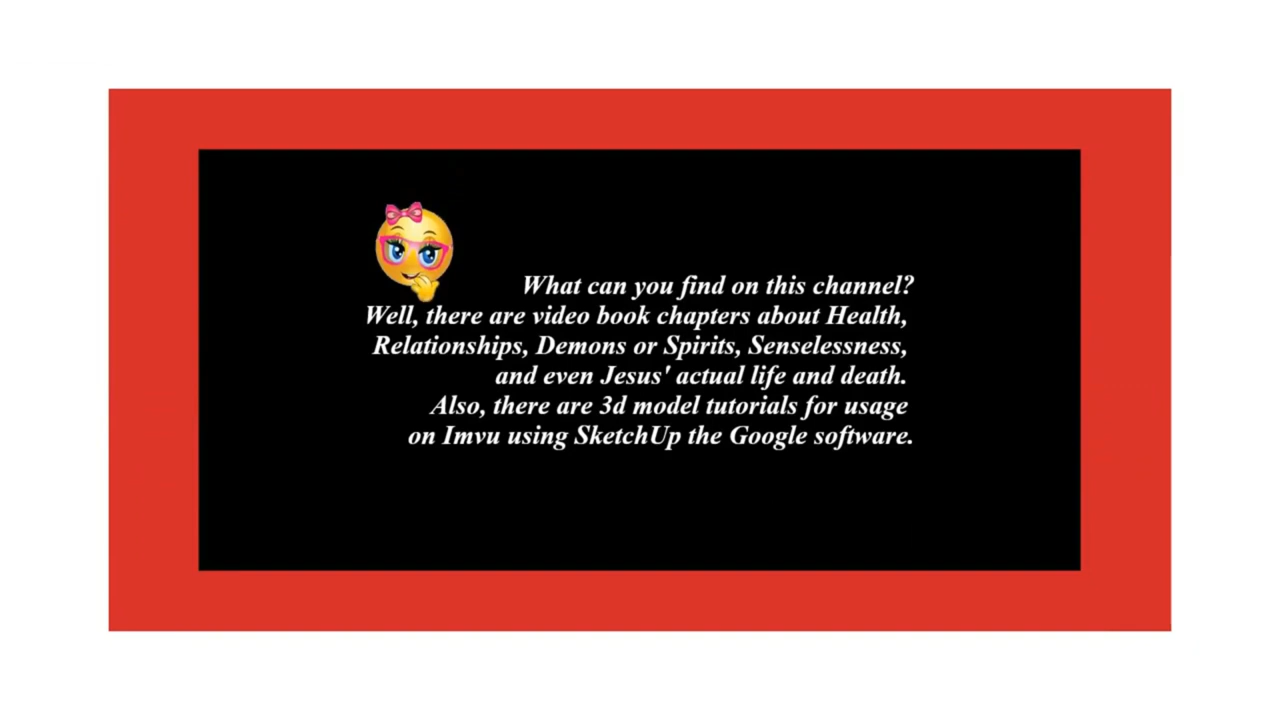 What can you find on this channel?
Well, there are video book chapters about Health,
Relationships, Demons or Spirits, Senselessness,
and even Jesus' actual life and death.
Also, there are 3d model tutorials for usage
on Imvu using SketchUp the Google software.